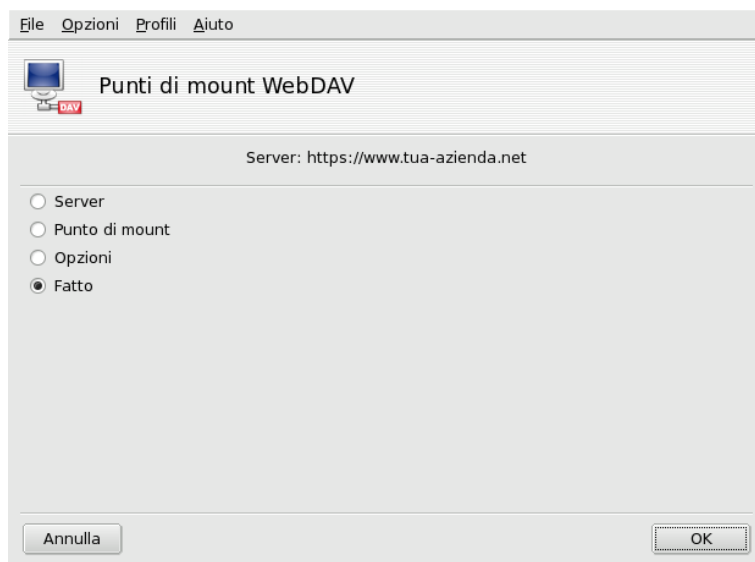 File Opzioni Profili Aiuto
Punti di mount WebDAV
DAV
Server: https://www.tua-azienda.net
Server
Punto di mount
Opzioni
Fatto
Annulla OK